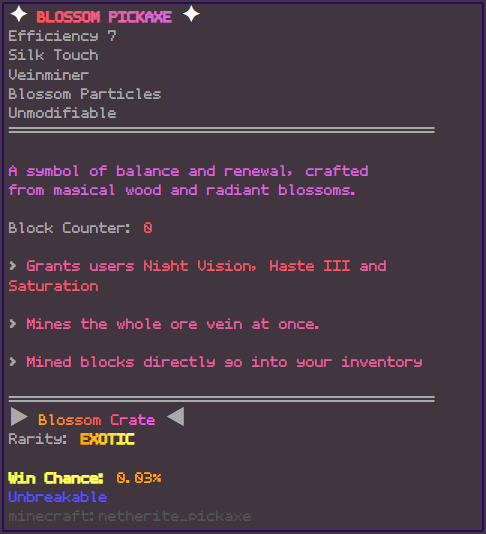 ✦ BLOSSOM PICKAXE ✦
Efficiency 7
Silk Touch
Veinminer
Blossom Particles
Unmodifiable
A symbol of balance and renewal, crafted
from magical wood and radiant blossoms.
Block Counter: 0
> Grants users Night Vision, Haste III and
Saturation
> Mines the whole ore vein at once.
> Mined blocks directly go into your inventory
▶ Blossom Crate ◀
Rarity: EXOTIC
Win Chance: 0.03%
Unbreakable
minecraft:netherite_pickaxe